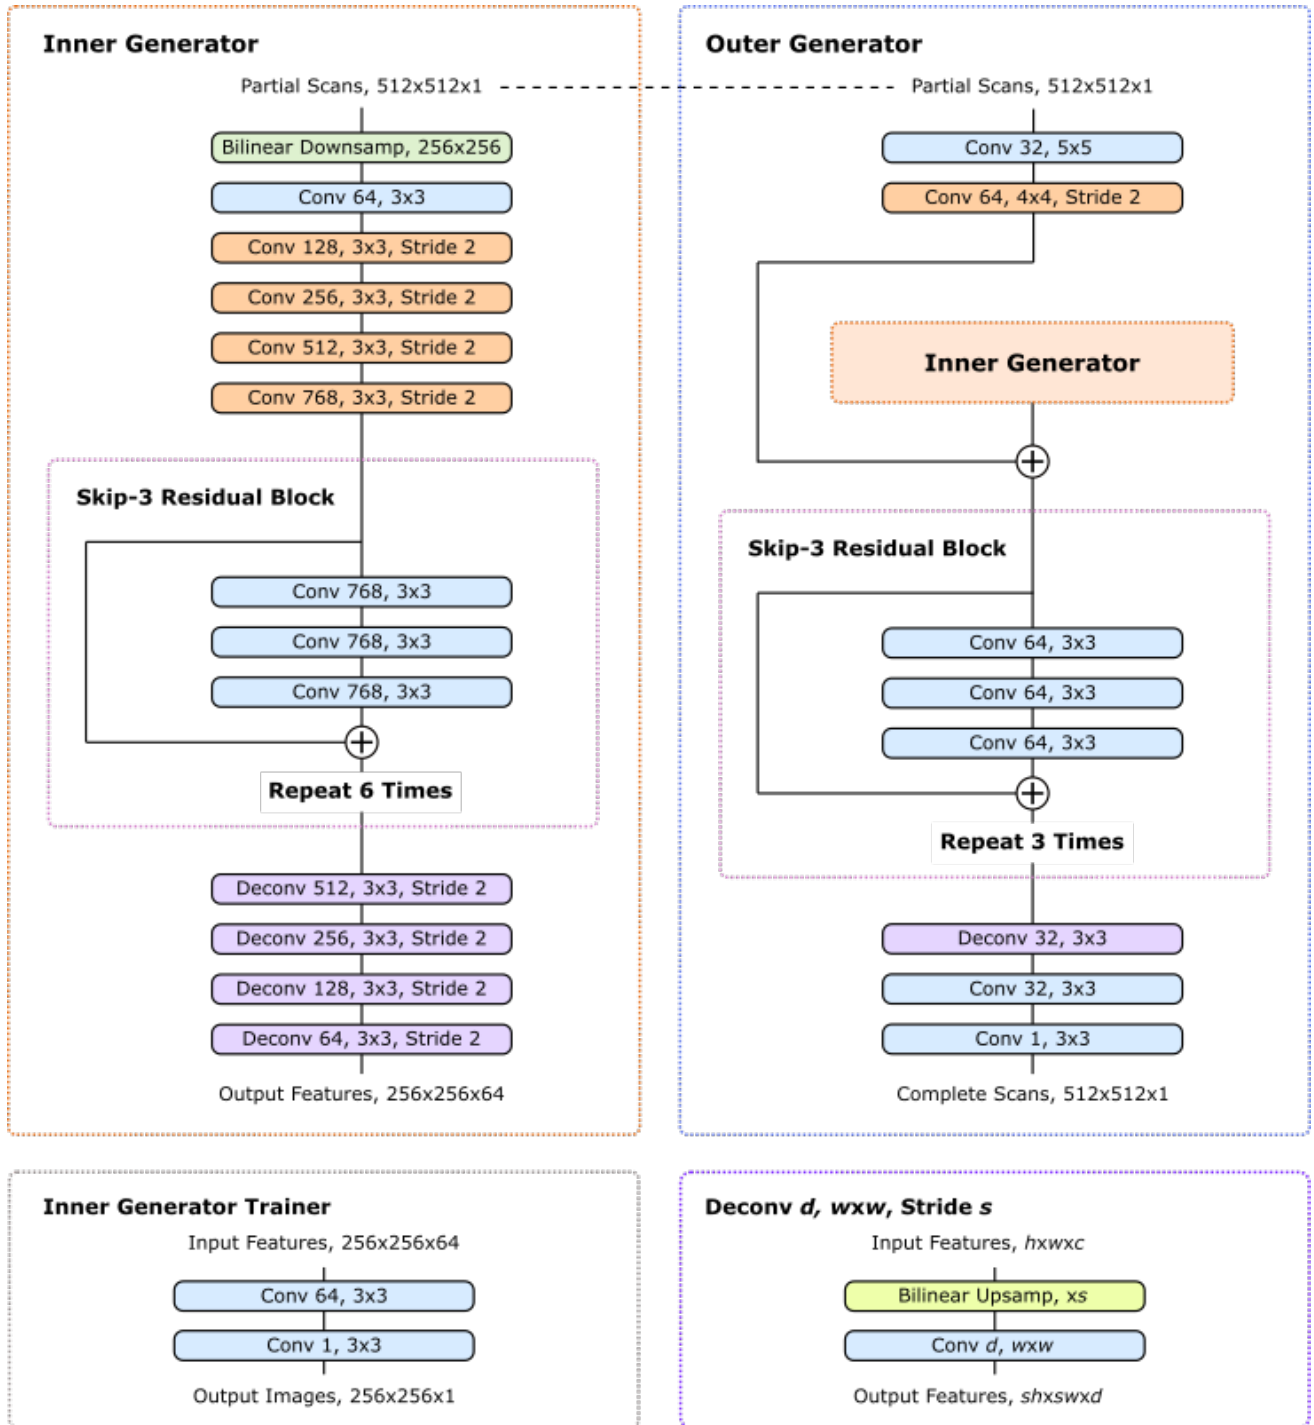 Inner Generator
Partial Scans, 512x512x1
Bilinear Downsamp, 256x256
Conv 64, 3x3
Conv 128, 3x3, Stride 2
Conv 256, 3x3, Stride 2
Conv 512, 3x3, Stride 2
Conv 768, 3x3, Stride 2
Skip-3 Residual Block
Conv 768, 3x3
Conv 768, 3x3
Conv 768, 3x3
Repeat 6 Times
Deconv 512, 3x3, Stride 2
Deconv 256, 3x3, Stride 2
Deconv 128, 3x3, Stride 2
Deconv 64, 3x3, Stride 2
Output Features, 256x256x64
Outer Generator
Partial Scans, 512x512x1
Conv 32, 5x5
Conv 64, 4x4, Stride 2
Inner Generator
Skip-3 Residual Block
Conv 64, 3x3
Conv 64, 3x3
Conv 64, 3x3
Repeat 3 Times
Deconv 32, 3x3
Conv 32, 3x3
Conv 1, 3x3
Complete Scans, 512x512x1
Inner Generator Trainer
Input Features, 256x256x64
Conv 64, 3x3
Conv 1, 3x3
Output Images, 256x256x1
Deconv d, wxw, Stride s
Input Features, hxwxc
Bilinear Upsamp, xs
Conv d, wxw
Output Features, shxswxd